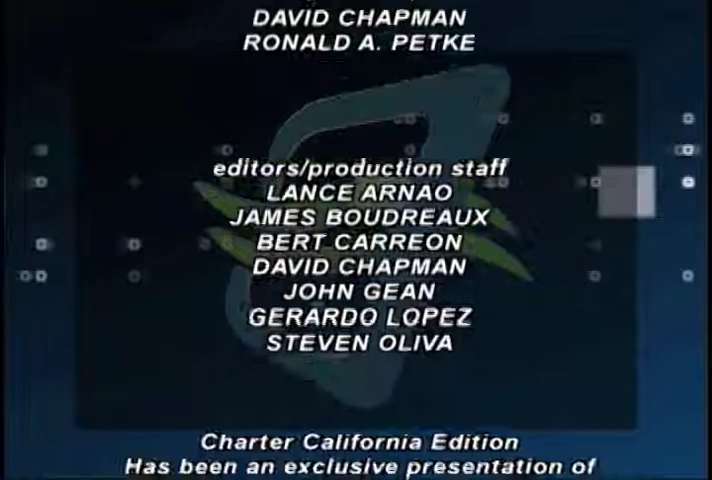 DAVID CHAPMAN
RONALD A. PETKE
editors/production staff
LANCE ARNAO
JAMES BOUDREAUX
BERT CARREON
DAVID CHAPMAN
JOHN GEAN
GERARDO LOPEZ
STEVEN OLIVA
Charter California Edition
Has been an exclusive presentation of